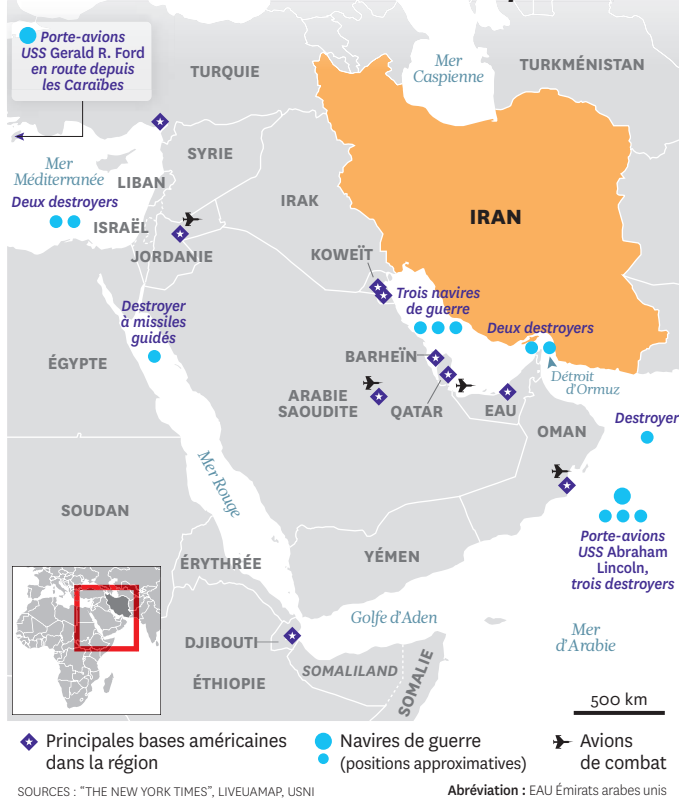 Porte-avions
USS Gerald R. Ford
en route depuis
les Caraïbes
TURQUIE
Mer
Caspienne
TURKMÉNISTAN
SYRIE
Mer
Méditerranée
LIBAN
Deux destroyers
ISRAËL
IRAK
IRAN
JORDANIE
KOWEÏT
Trois navires
de guerre
Destroyer
à missiles
guidés
Deux destroyers
ÉGYPTE
BARHEÏN
Détroit
d'Ormuz
ARABIE
SAOUDITE
QATAR
EAU
Destroyer
OMAN
Mer Rouge
SOUDAN
Porte-avions
USS Abraham
Lincoln,
trois destroyers
ÉRYTHRÉE
YÉMEN
Golfe d'Aden
Mer
d'Arabie
DJIBOUTI
SOMALILAND
SOMALIE
ÉTHIOPIE
500 km
Principales bases américaines
dans la région
Navires de guerre
(positions approximatives)
Avions
de combat
SOURCES : "THE NEW YORK TIMES", LIVEUAMAP, USNI
Abréviation : EAU Émirats arabes unis